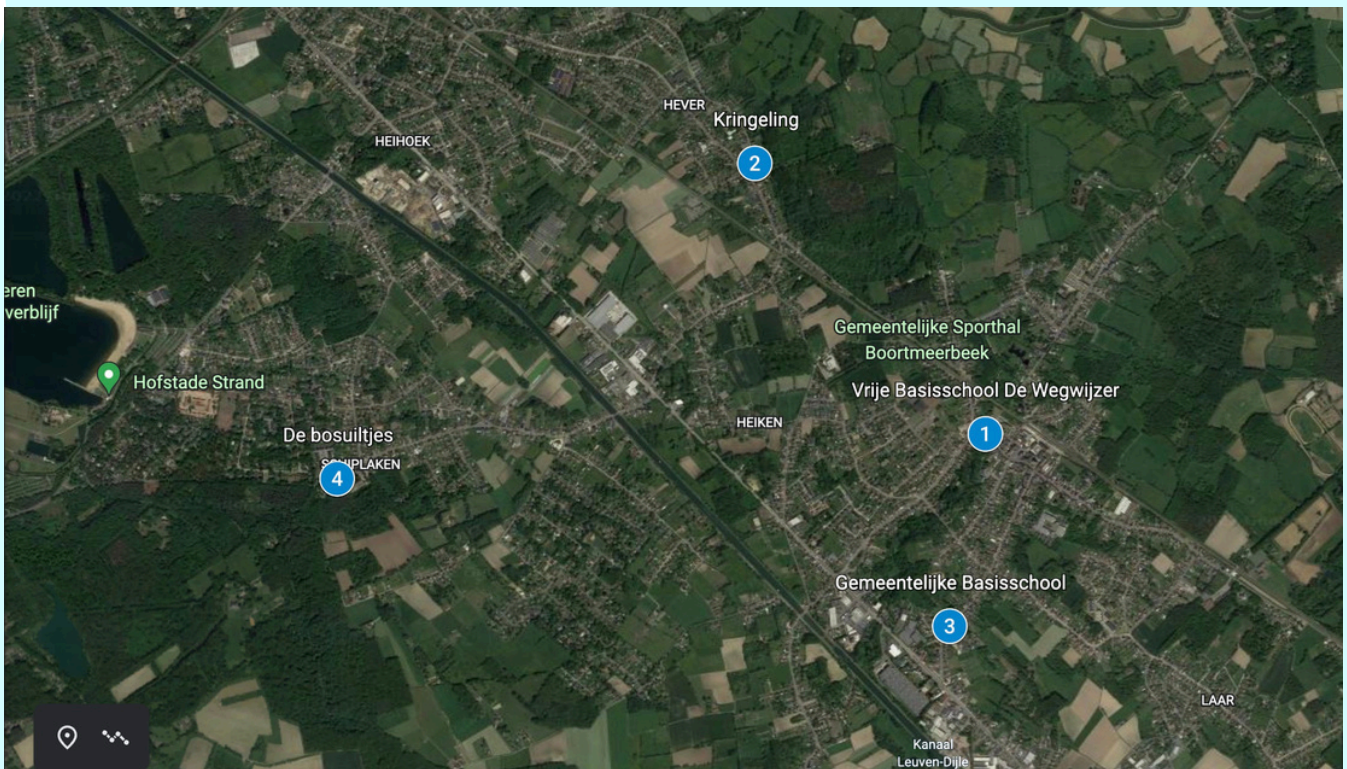 HEVER
Kringeling
2
HEIHOEK
eren
verblijf
Gemeentelijke Sporthal
Boortmeerbeek
Hofstade Strand
Vrije Basisschool De Wegwijzer
1
HEIKEN
De bosuiltjes
SCHIPLAKEN
4
Gemeentelijke Basisschool
3
LAAR
Kanaal
Leuven-Dijle